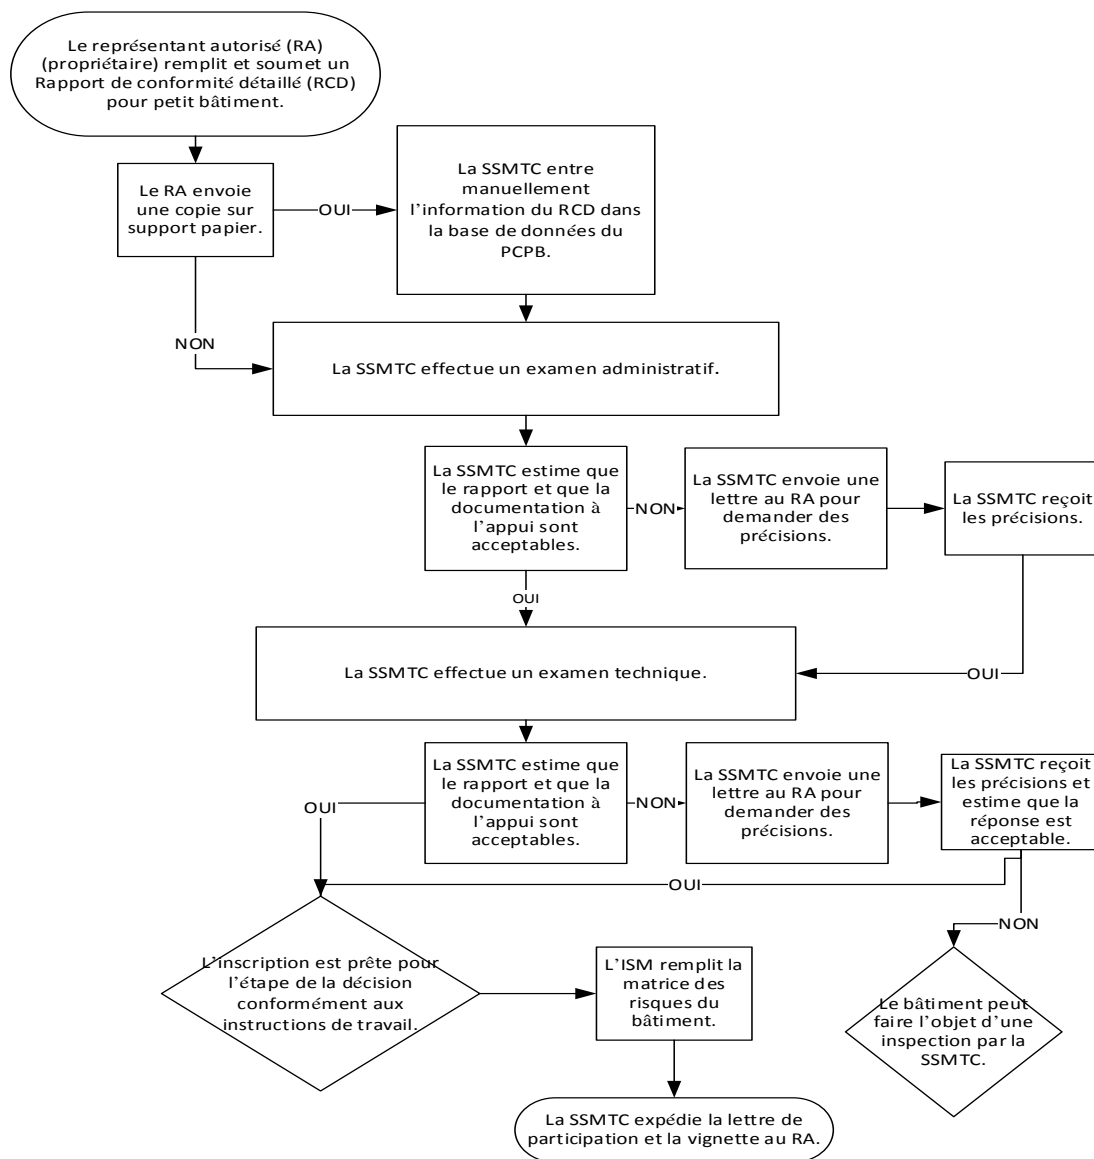 Le représentant autorisé (RA)
(propriétaire) remplit et soumet un
Rapport de conformité détaillé (RCD)
pour petit bâtiment.
Le RA envoie
une copie sur
support papier.
OUI
La SSMTC entre
manuellement
l’information du RCD dans
la base de données du
PCPB.
NON
La SSMTC effectue un examen administratif.
La SSMTC estime que
le rapport et que la
documentation à
l’appui sont
acceptables.
NON
La SSMTC envoie une
lettre au RA pour
demander des
précisions.
La SSMTC reçoit
les précisions.
OUI
La SSMTC effectue un examen technique.
OUI
La SSMTC estime que
le rapport et que la
documentation à
l’appui sont
acceptables.
OUI
NON
La SSMTC envoie une
lettre au RA pour
demander des
précisions.
La SSMTC reçoit
les précisions et
estime que la
réponse est
acceptable.
OUI
NON
L’inscription est prête pour
l’étape de la décision
conformément aux
instructions de travail.
L’ISM remplit la
matrice des
risques du
bâtiment.
Le bâtiment peut
faire l’objet d’une
inspection par la
SSMTC.
La SSMTC expédie la lettre de
participation et la vignette au RA.